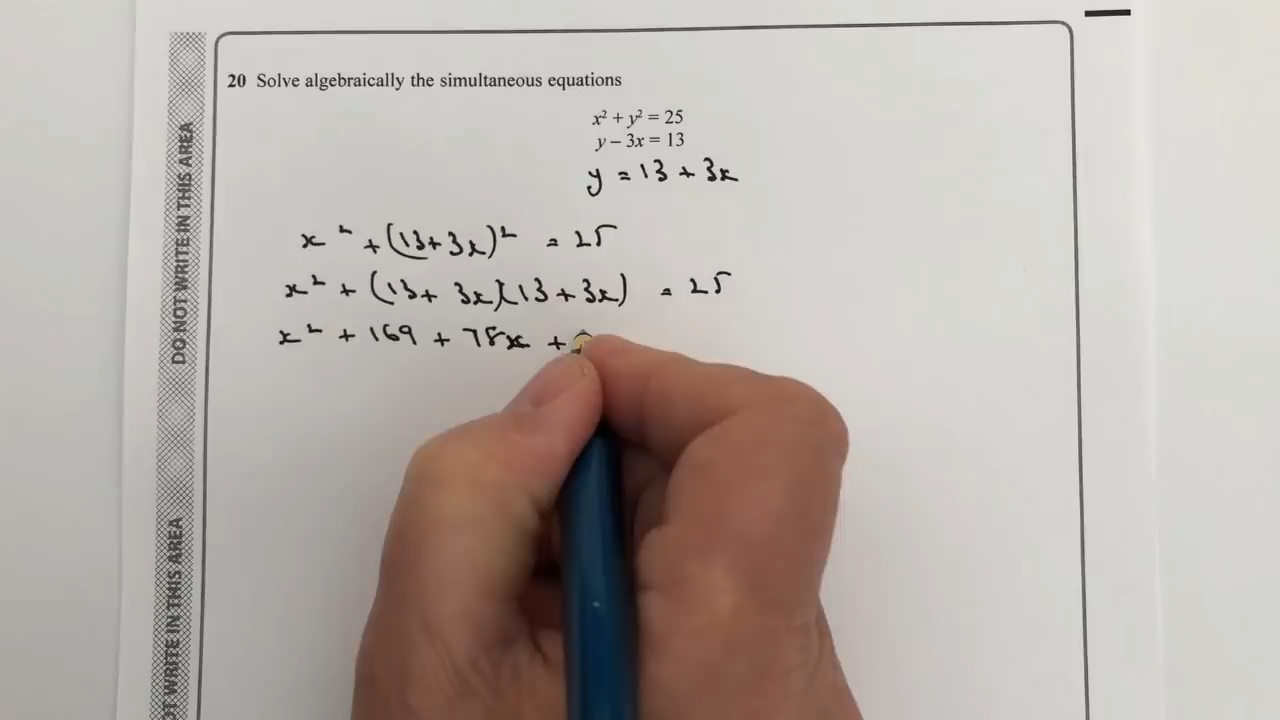 20 Solve algebraically the simultaneous equations
x² + y² = 25
y – 3x = 13
y = 13 + 3x
x² + (13+3x)² = 25
x² + (13+ 3x)(13+3x) = 25
x² + 169 + 78x +
DO NOT WRITE IN THIS AREA
OT WRITE IN THIS AREA